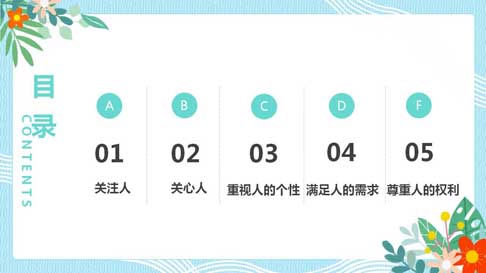 目录
CONTENTS
A
B
C
D
F
01
02
03
04
05
关注人
关心人
重视人的个性
满足人的需求
尊重人的权利